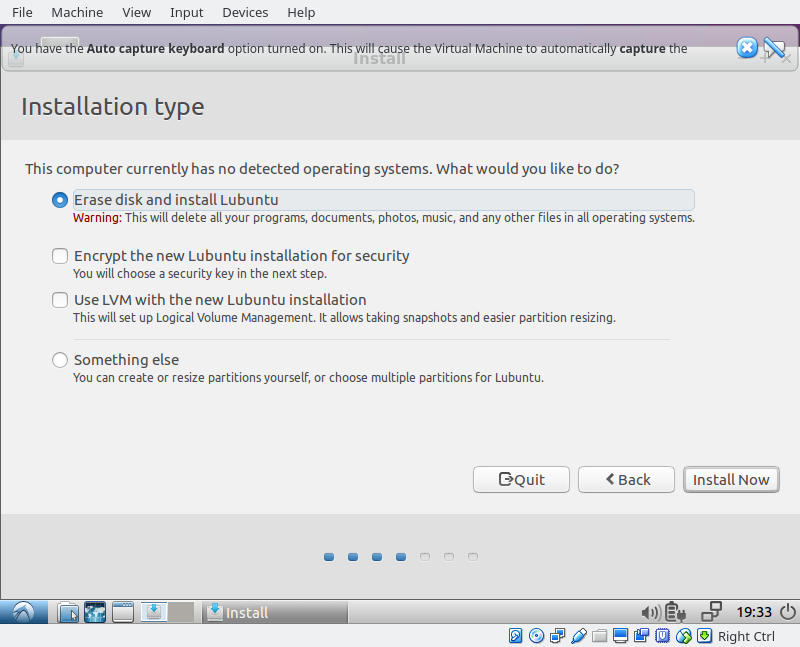 File Machine View Input Devices Help
You have the Auto capture keyboard option turned on. This will cause the Virtual Machine to automatically capture the
Install
Installation type
This computer currently has no detected operating systems. What would you like to do?
Erase disk and install Lubuntu
Warning: This will delete all your programs, documents, photos, music, and any other files in all operating systems.
Encrypt the new Lubuntu installation for security
You will choose a security key in the next step.
Use LVM with the new Lubuntu installation
This will set up Logical Volume Management. It allows taking snapshots and easier partition resizing.
Something else
You can create or resize partitions yourself, or choose multiple partitions for Lubuntu.
Quit Back Install Now
Install 19:33
Right Ctrl